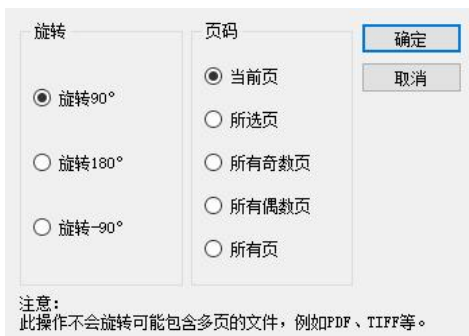 旋转
旋转90°
旋转180°
旋转-90°
页码
当前页
所选页
所有奇数页
所有偶数页
所有页
确定
取消
注意:
此操作不会旋转可能包含多页的文件，例如PDF、TIFF等。